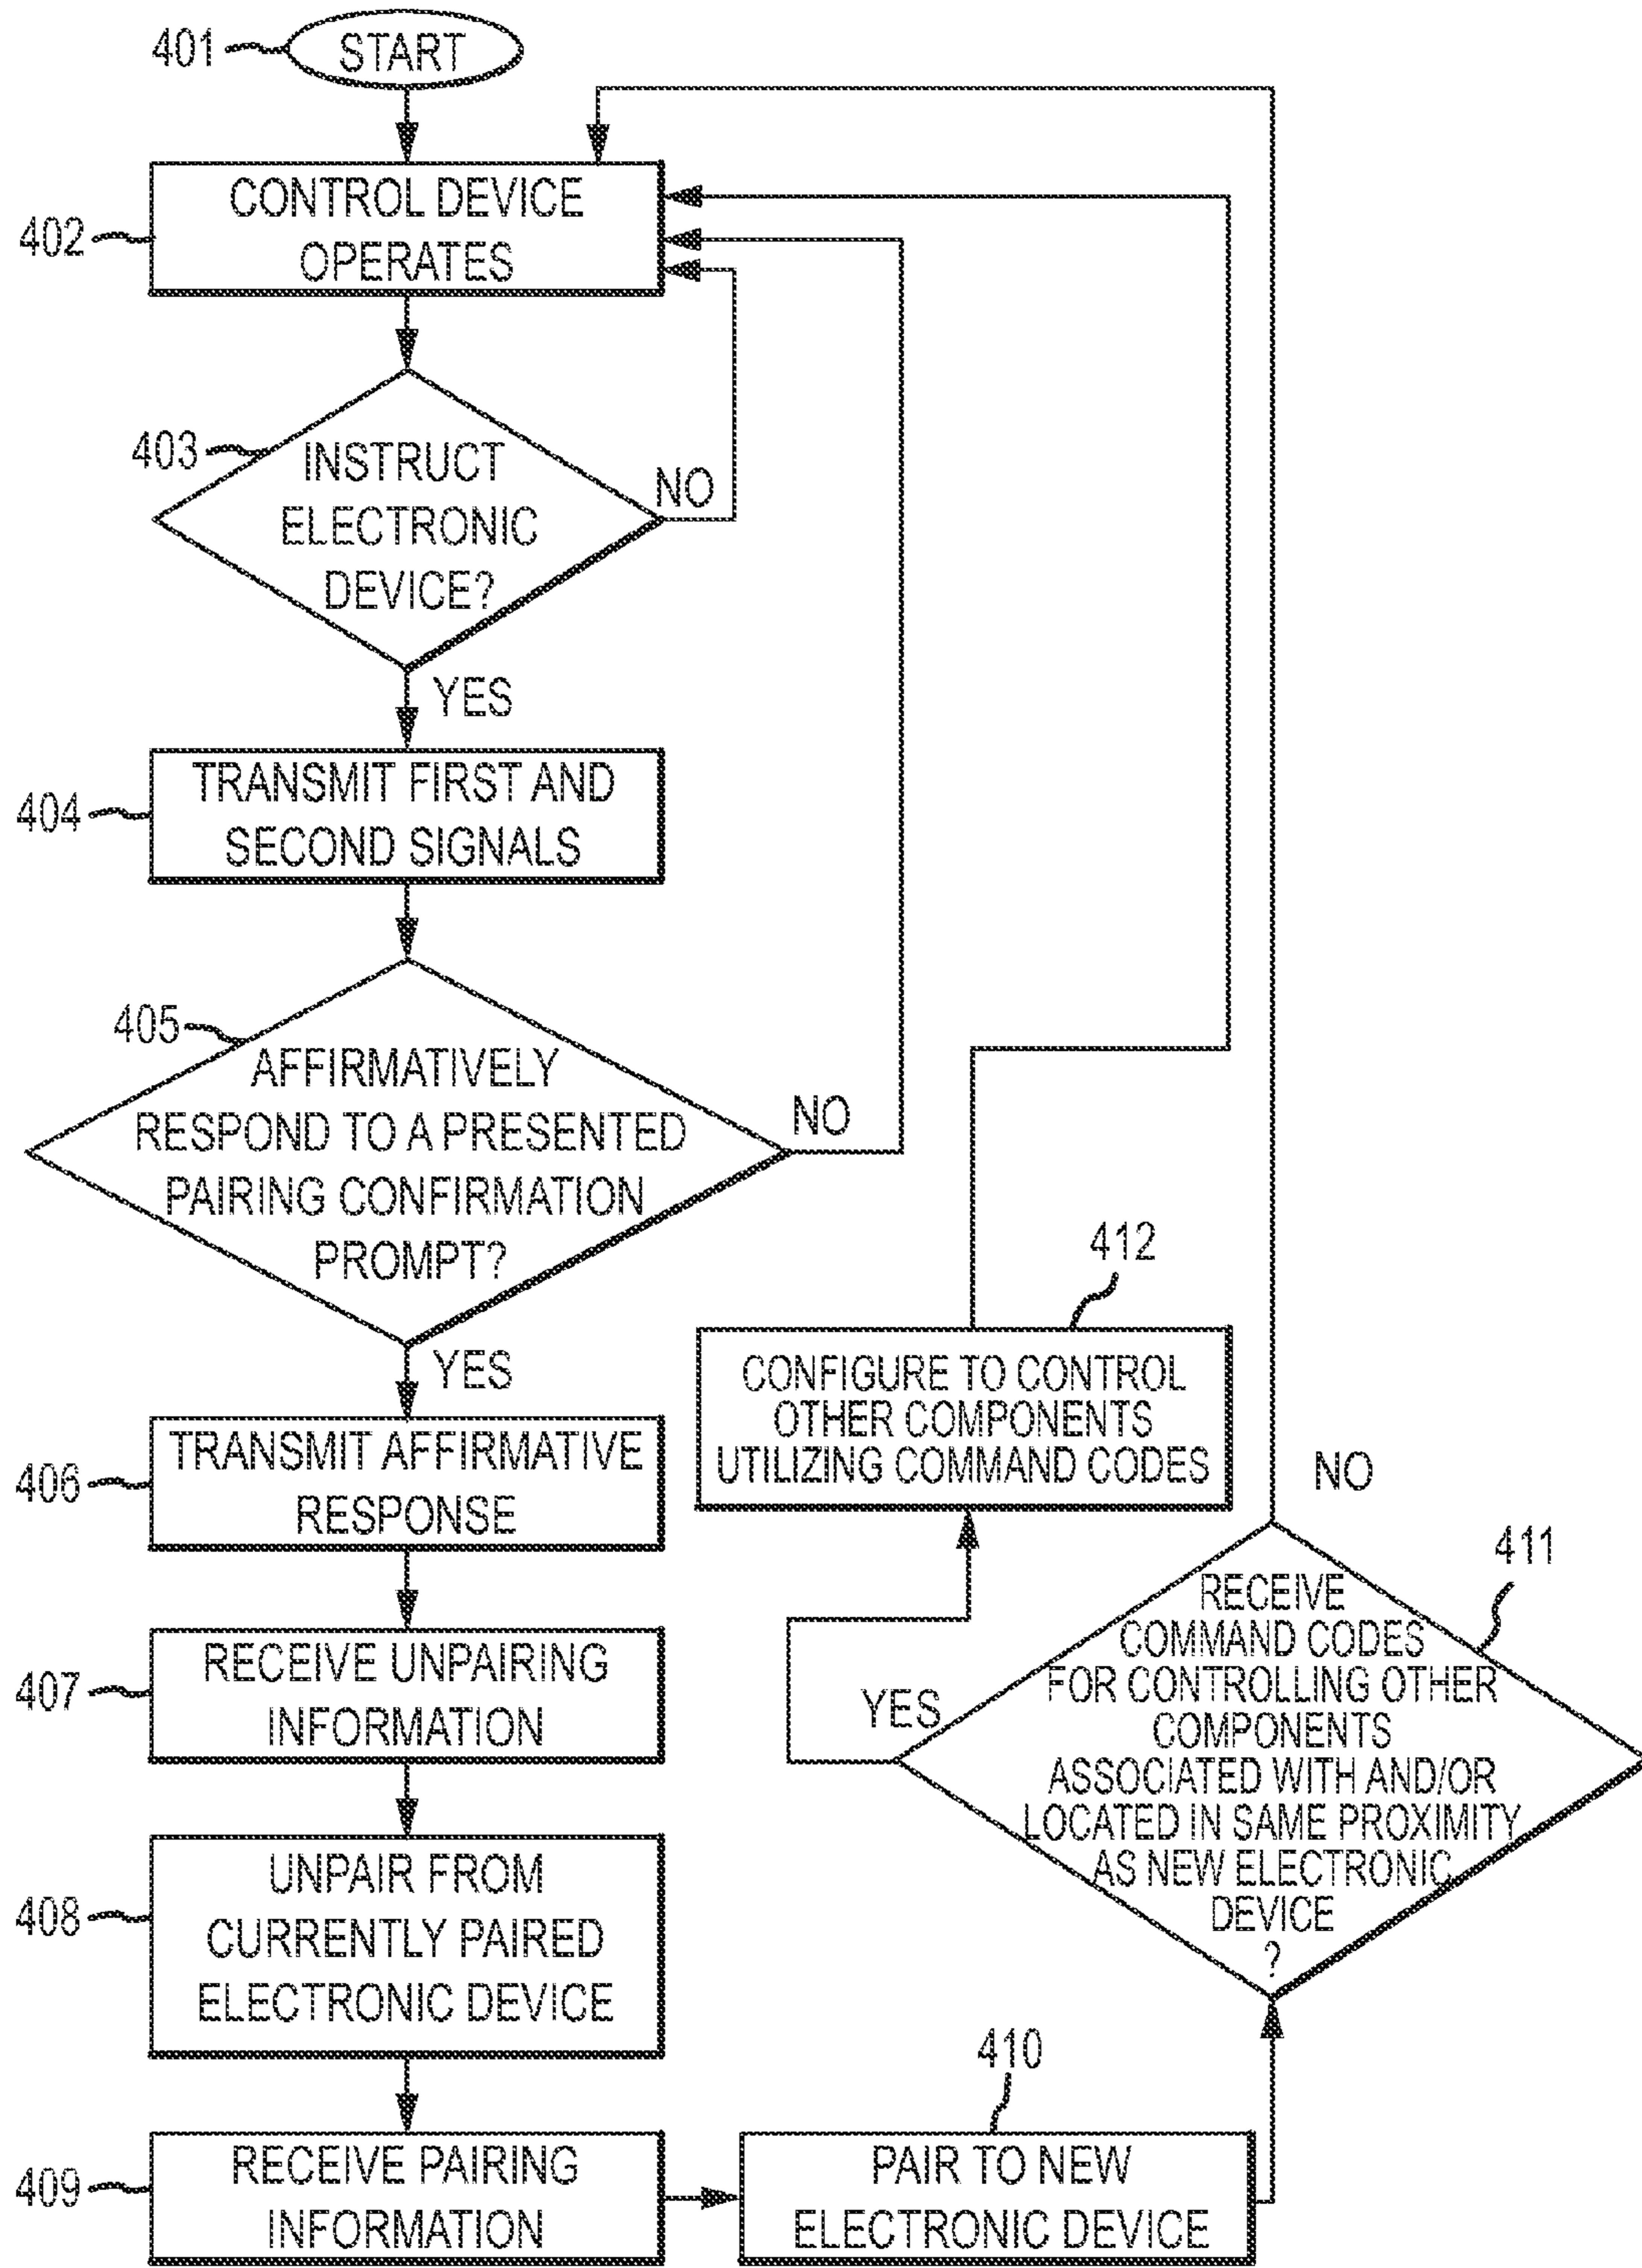 401
START
402
CONTROL DEVICE
OPERATES
403
INSTRUCT
ELECTRONIC
DEVICE?
NO
YES
404
TRANSMIT FIRST AND
SECOND SIGNALS
405
AFFIRMATIVELY
RESPOND TO A PRESENTED
PAIRING CONFIRMATION
PROMPT?
NO
YES
406
TRANSMIT AFFIRMATIVE
RESPONSE
407
RECEIVE UNPAIRING
INFORMATION
408
UNPAIR FROM
CURRENTLY PAIRED
ELECTRONIC DEVICE
409
RECEIVE PAIRING
INFORMATION
410
PAIR TO NEW
ELECTRONIC DEVICE
411
RECEIVE
COMMAND CODES
FOR CONTROLLING OTHER
COMPONENTS
ASSOCIATED WITH AND/OR
LOCATED IN SAME PROXIMITY
AS NEW ELECTRONIC
DEVICE
?
NO
YES
412
CONFIGURE TO CONTROL
OTHER COMPONENTS
UTILIZING COMMAND CODES